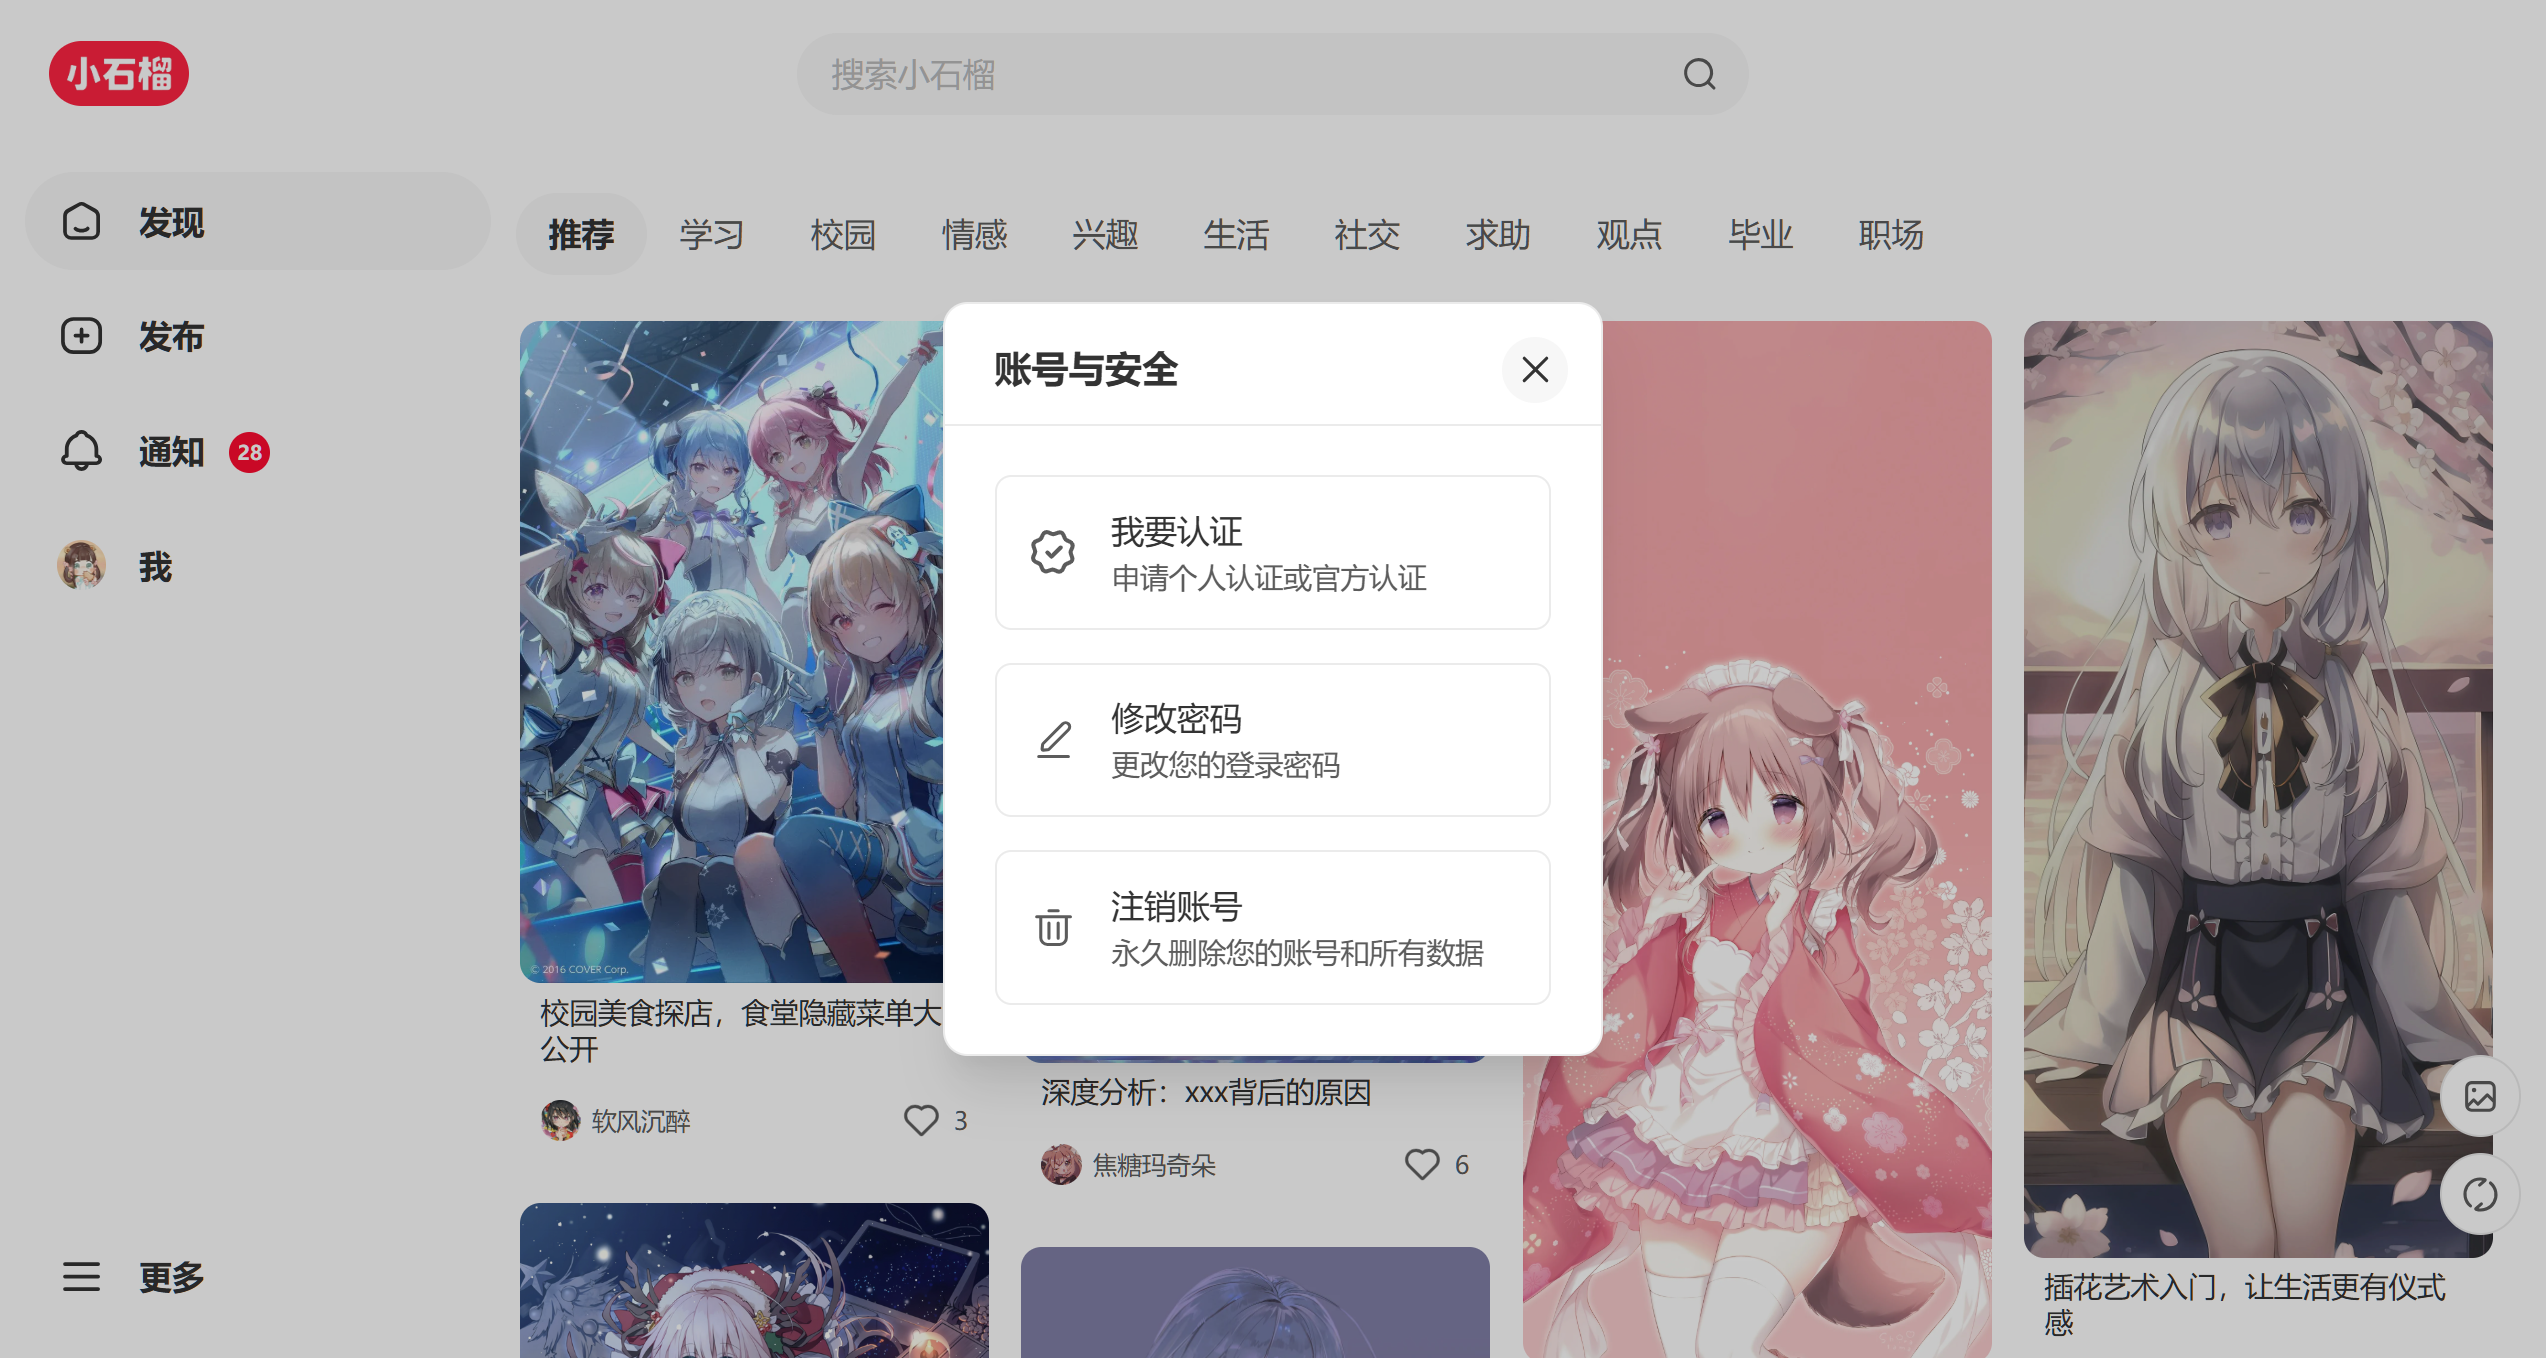 小石榴
搜索小石榴
发现
发布
通知 28
我
更多
推荐 学习 校园 情感 兴趣 生活 社交 求助 观点 毕业 职场
账号与安全
我要认证
申请个人认证或官方认证
修改密码
更改您的登录密码
注销账号
永久删除您的账号和所有数据
© 2016 COVER Corp.
校园美食探店，食堂隐藏菜单大
公开
软风沉醉 3
深度分析：xxx背后的原因
焦糖玛奇朵 6
插花艺术入门，让生活更有仪式
感